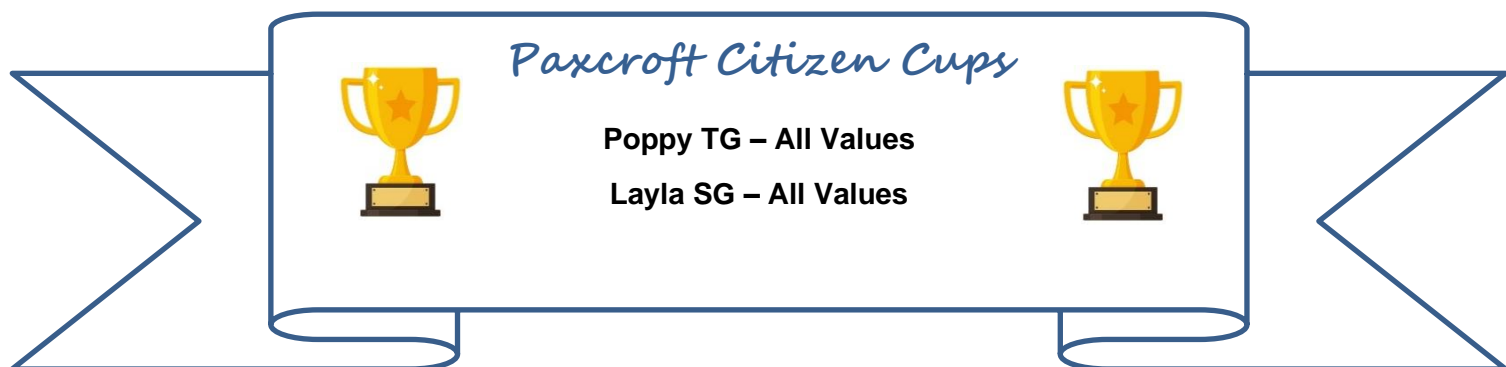 Paxcroft Citizen Cups
Poppy TG – All Values
Layla SG – All Values